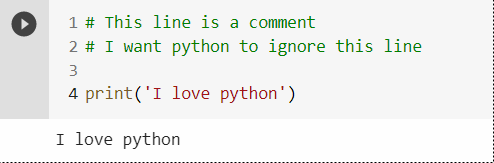 1 # This line is a comment
2 # I want python to ignore this line
3
4 print('I love python')
I love python